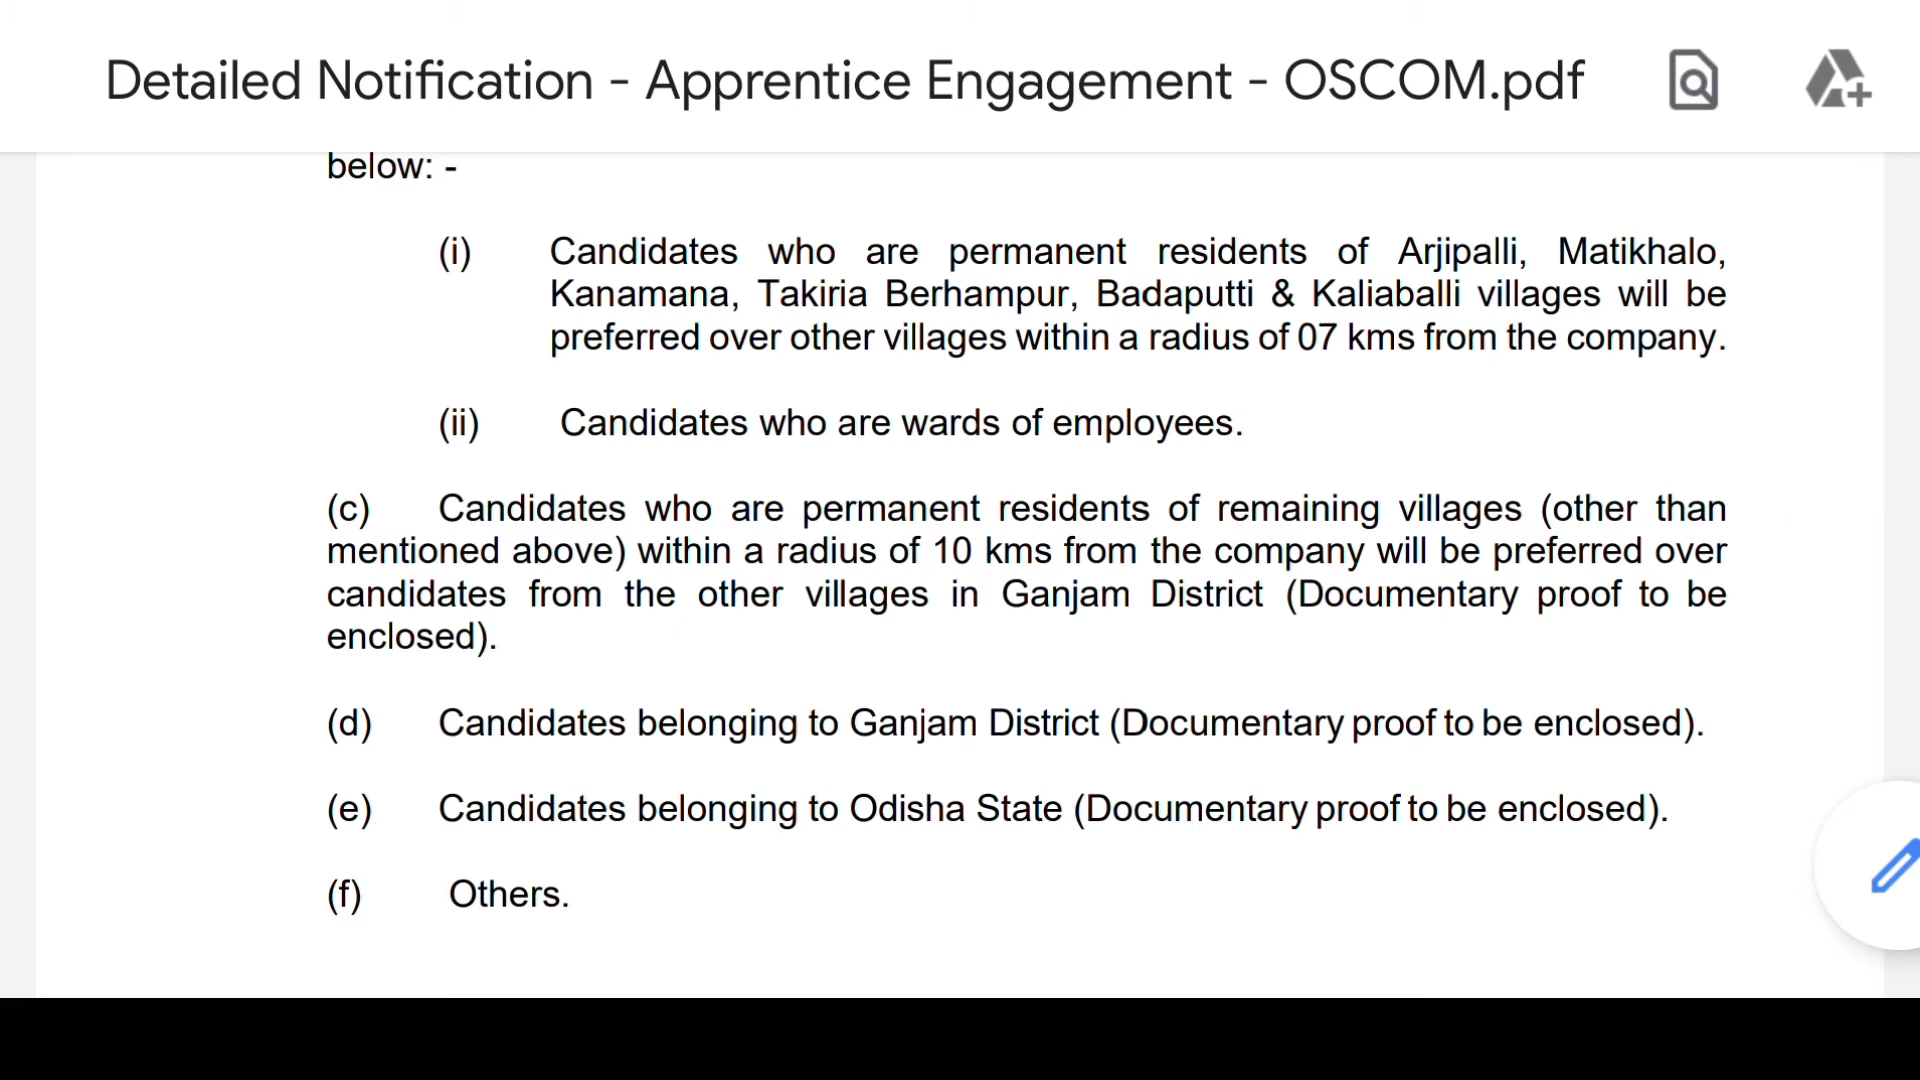 Detailed Notification - Apprentice Engagement - OSCOM.pdf
below: -
(i) Candidates who are permanent residents of Arjipalli, Matikhalo,
Kanamana, Takiria Berhampur, Badaputti & Kaliaballi villages will be
preferred over other villages within a radius of 07 kms from the company.
(ii) Candidates who are wards of employees.
(c) Candidates who are permanent residents of remaining villages (other than
mentioned above) within a radius of 10 kms from the company will be preferred over
candidates from the other villages in Ganjam District (Documentary proof to be
enclosed).
(d) Candidates belonging to Ganjam District (Documentary proof to be enclosed).
(e) Candidates belonging to Odisha State (Documentary proof to be enclosed).
(f) Others.